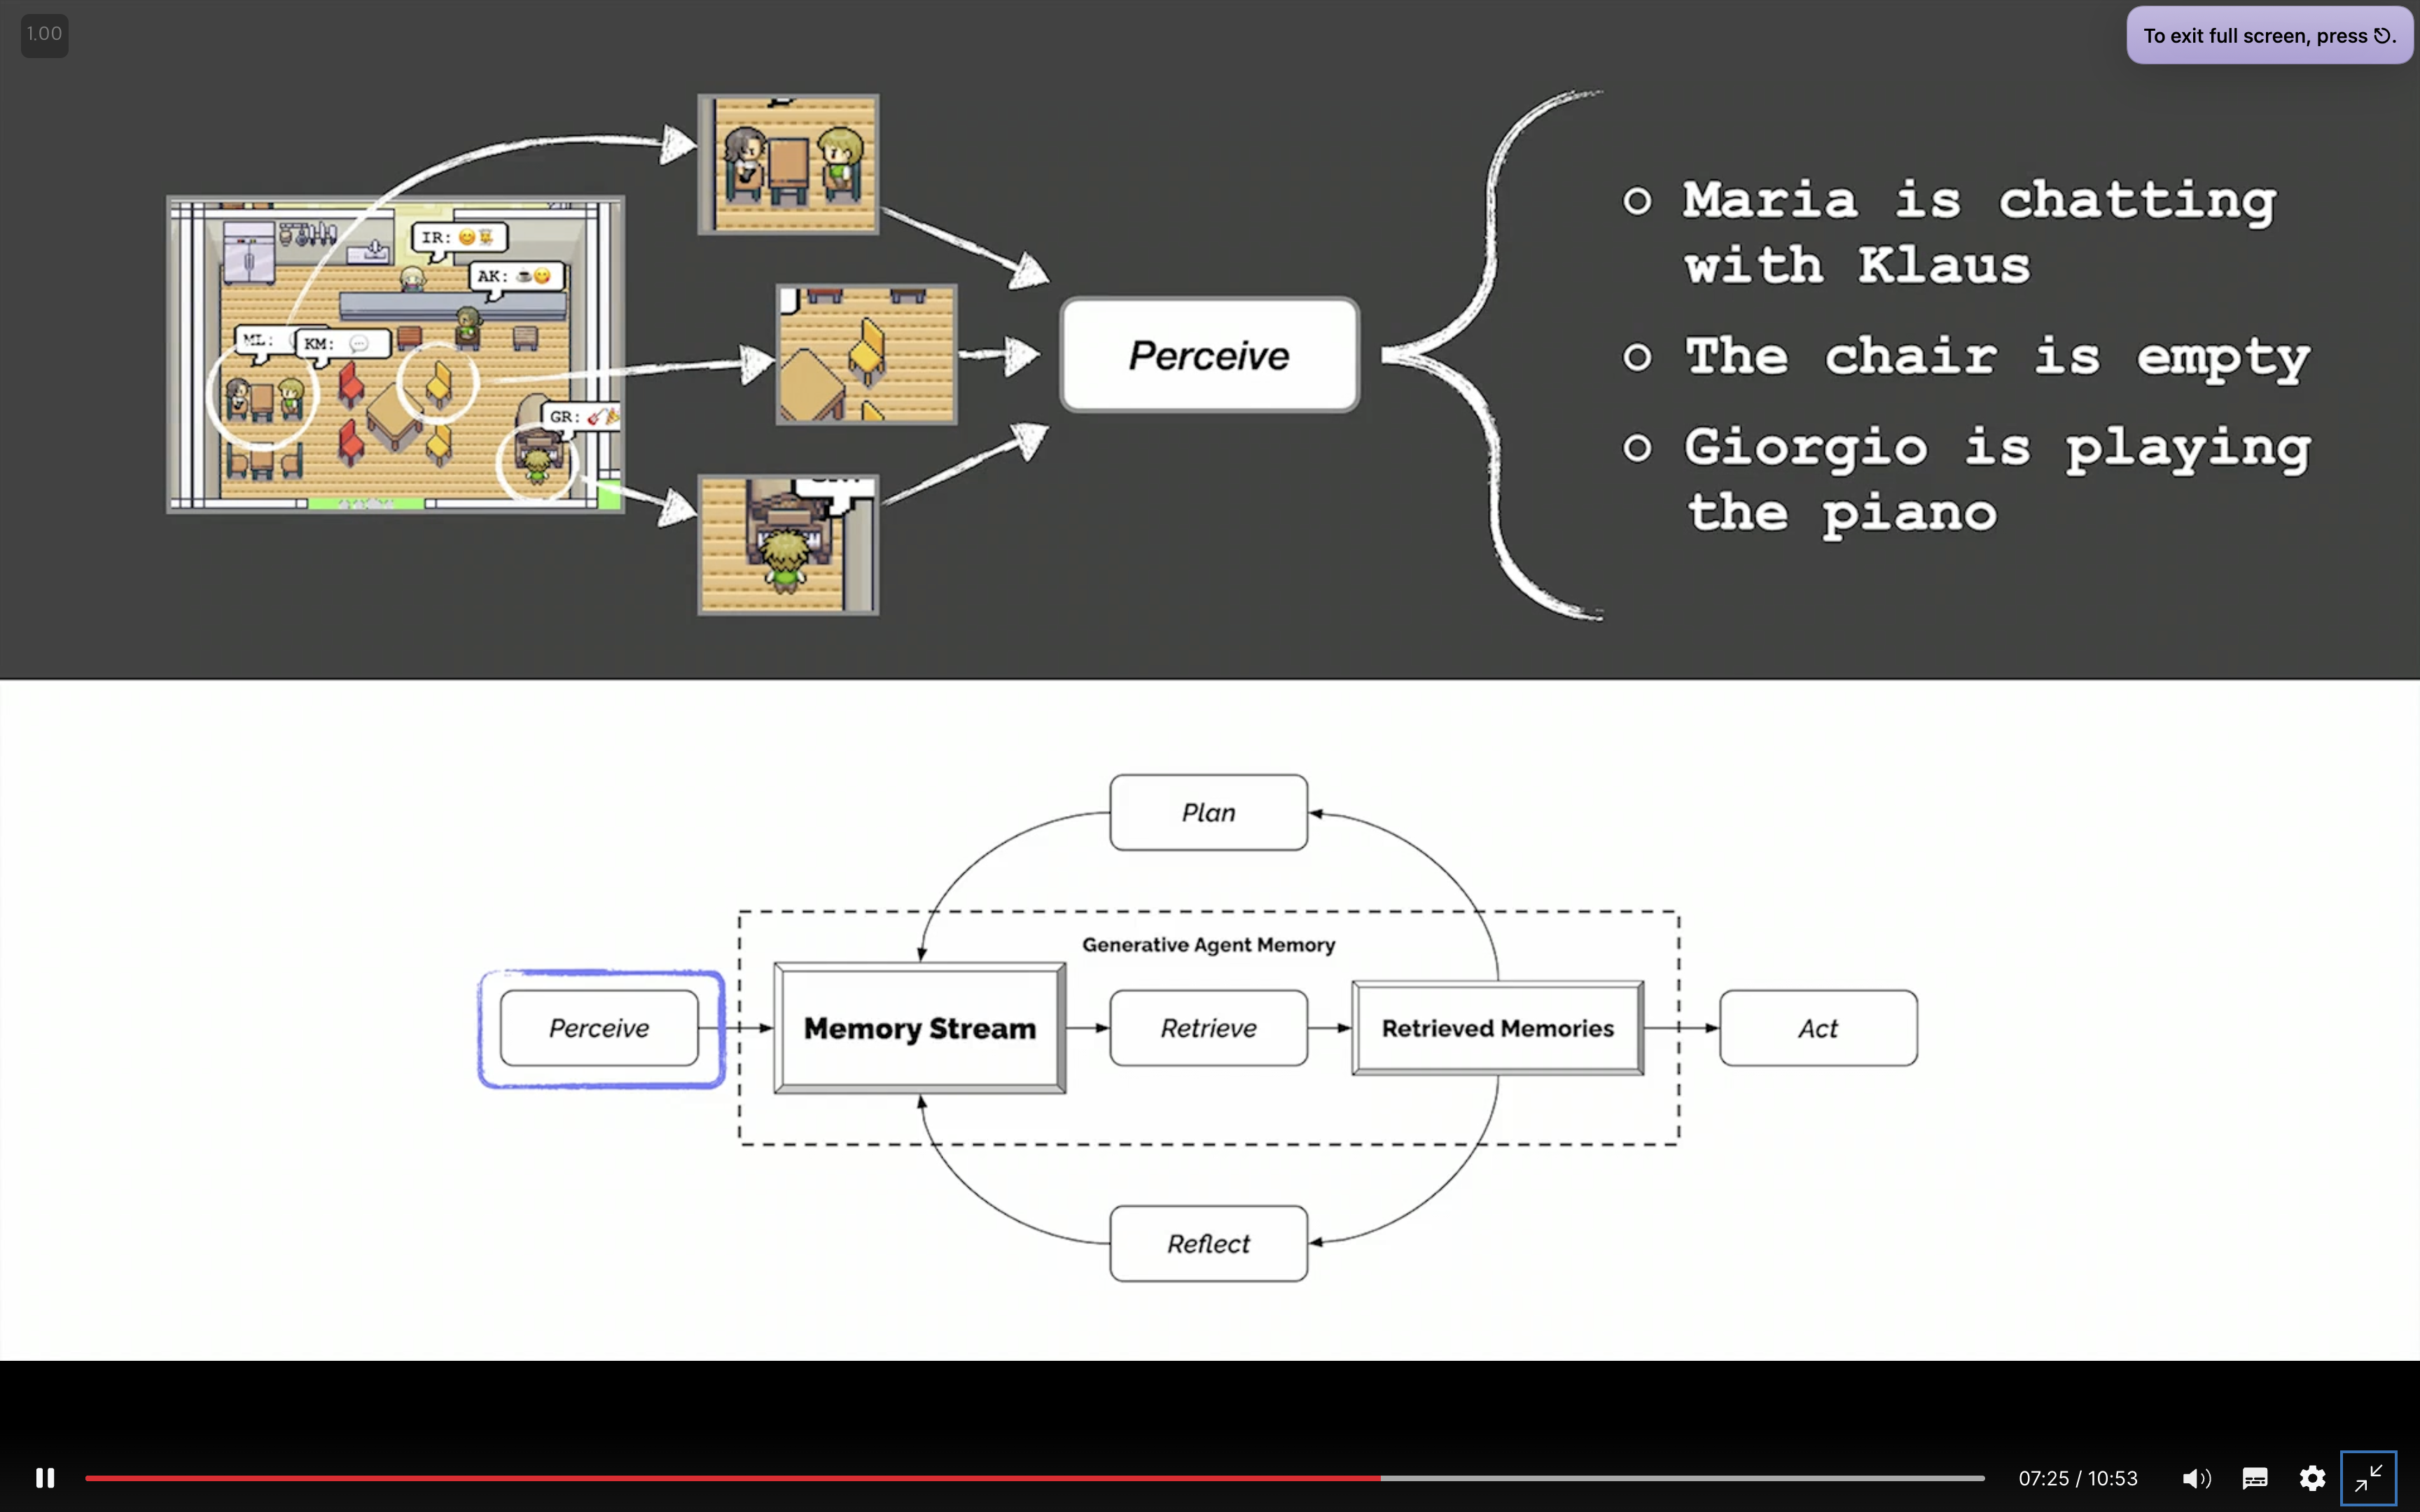 1.00
To exit full screen, press ⎋.
IR:
AK:
ML:
KM:
GR:
Perceive
○ Maria is chatting
with Klaus
○ The chair is empty
○ Giorgio is playing
the piano
Plan
Generative Agent Memory
Perceive
Memory Stream
Retrieve
Retrieved Memories
Act
Reflect
07:25 / 10:53